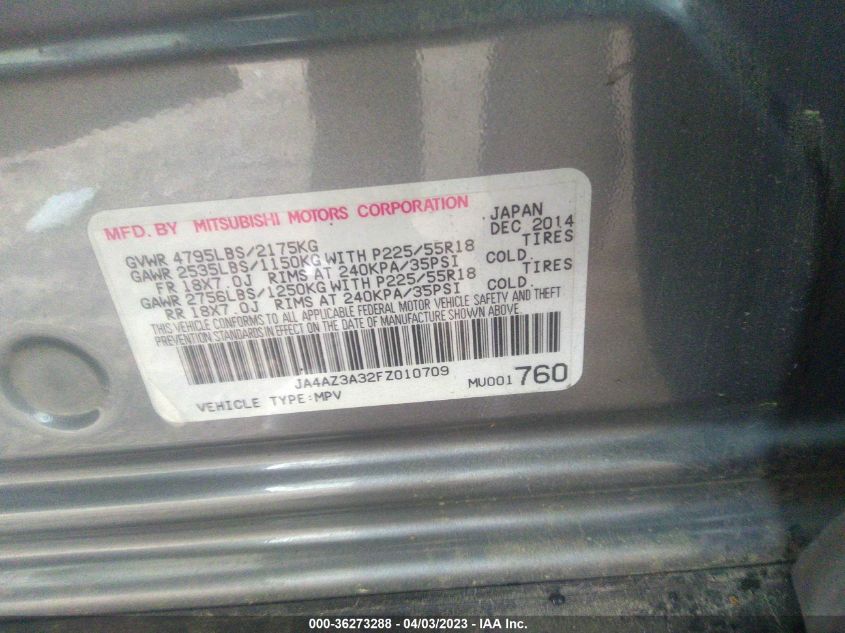 MFD. BY MITSUBISHI MOTORS CORPORATION JAPAN
DEC 2014
GVWR 4795LBS/2175KG
GAWR 2535LBS/1150KG WITH P225/55R18 TIRES
FR 18X7.0J RIMS AT 240KPA/35PSI COLD.
GAWR 2756LBS/1250KG WITH P225/55R18 TIRES
RR 18X7.0J RIMS AT 240KPA/35PSI COLD.
THIS VEHICLE CONFORMS TO ALL APPLICABLE FEDERAL MOTOR VEHICLE SAFETY AND THEFT
PREVENTION STANDARDS IN EFFECT ON THE DATE OF MANUFACTURE SHOWN ABOVE.
JA4AZ3A32FZ010709
VEHICLE TYPE:MPV MU001760
000-36273288 - 04/03/2023 - Copyright © IAA, Inc.